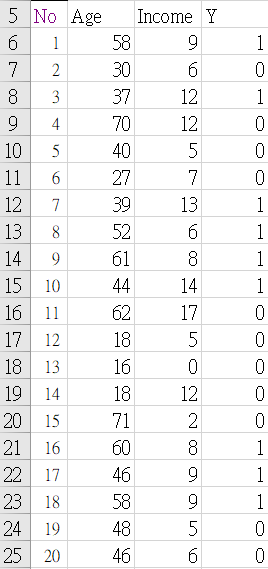 5 No Age Income Y
6 1 58 9 1
7 2 30 6 0
8 3 37 12 1
9 4 70 12 0
10 5 40 5 0
11 6 27 7 0
12 7 39 13 1
13 8 52 6 1
14 9 61 8 1
15 10 44 14 1
16 11 62 17 0
17 12 18 5 0
18 13 16 0 0
19 14 18 12 0
20 15 71 2 0
21 16 60 8 1
22 17 46 9 1
23 18 58 9 1
24 19 48 5 0
25 20 46 6 0